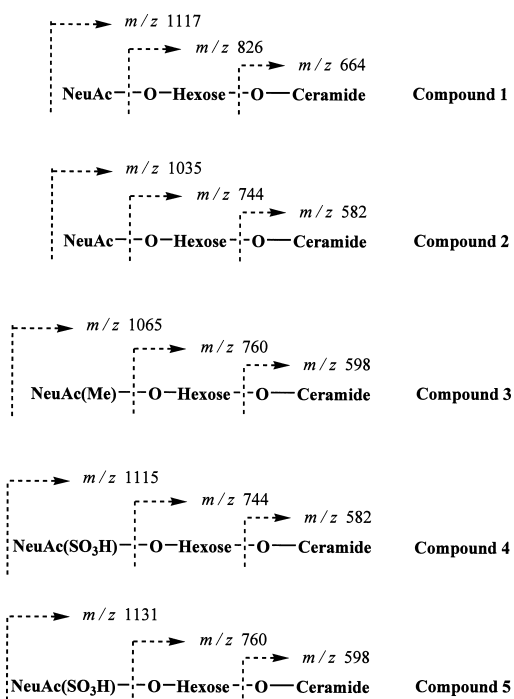 m/z 1117
m/z 826
m/z 664
NeuAc-O-Hexose-O-Ceramide Compound 1
m/z 1035
m/z 744
m/z 582
NeuAc-O-Hexose-O-Ceramide Compound 2
m/z 1065
m/z 760
m/z 598
NeuAc(Me)-O-Hexose-O-Ceramide Compound 3
m/z 1115
m/z 744
m/z 582
NeuAc(SO₃H)-O-Hexose-O-Ceramide Compound 4
m/z 1131
m/z 760
m/z 598
NeuAc(SO₃H)-O-Hexose-O-Ceramide Compound 5